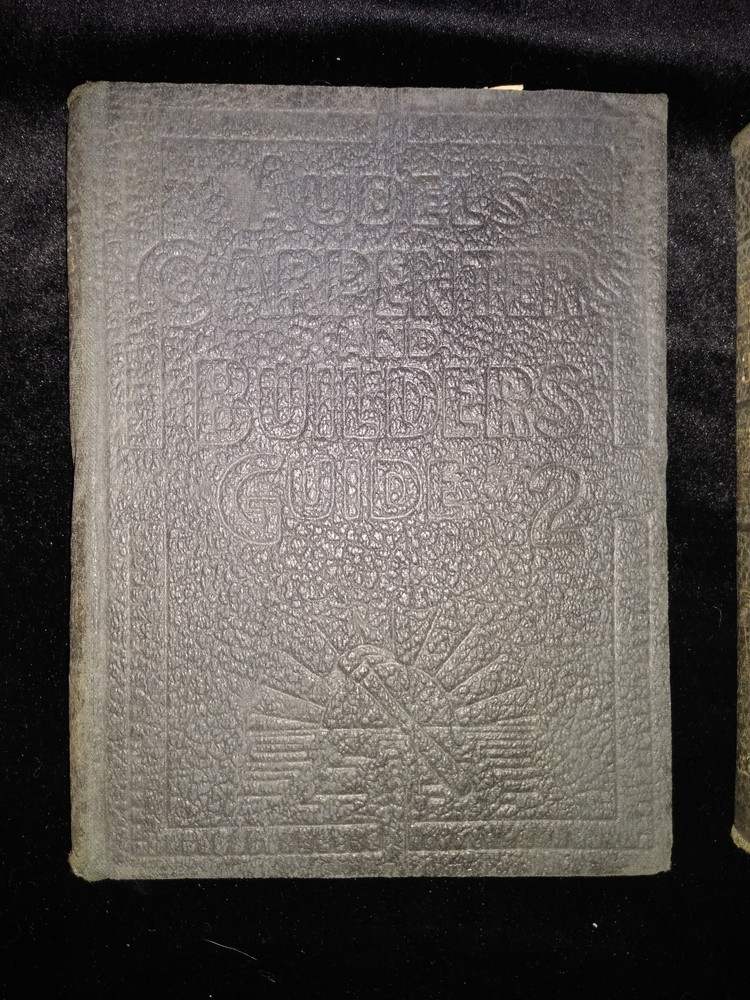 AUDELS
CARPENTERS
AND
BUILDERS
GUIDE #2